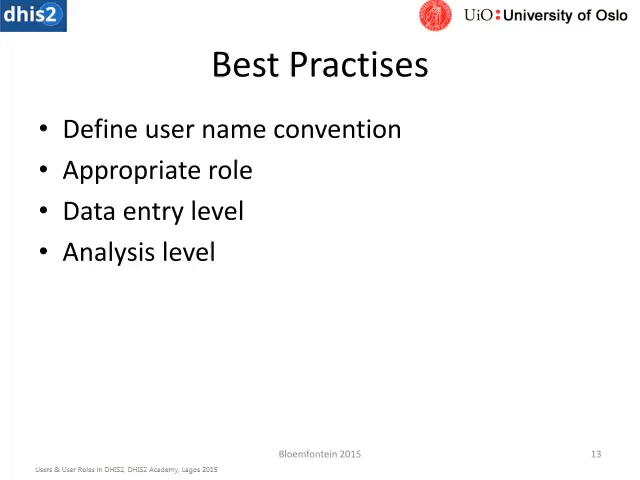 dhis2
UiO:University of Oslo
Best Practises
• Define user name convention
• Appropriate role
• Data entry level
• Analysis level
Bloemfontein 2015
13
Users & User Roles in DHIS2, DHIS2 Academy, Lagos 2015